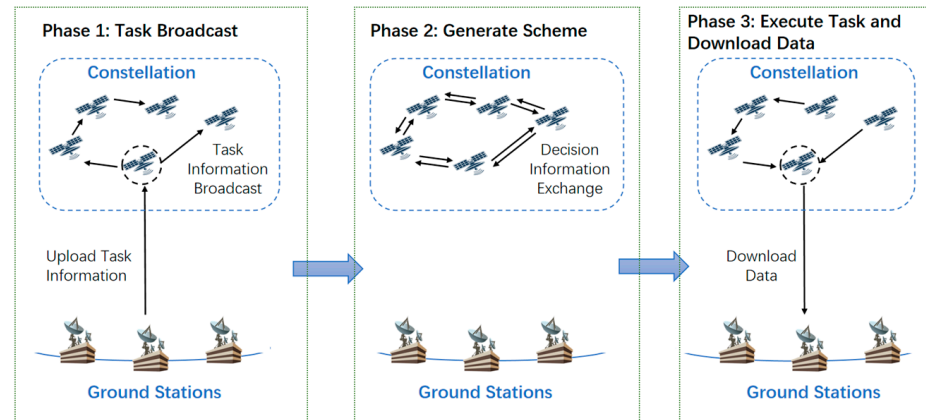 Phase 1: Task Broadcast
Constellation
Task
Information
Broadcast
Upload Task
Information
Ground Stations
Phase 2: Generate Scheme
Constellation
Decision
Information
Exchange
Ground Stations
Phase 3: Execute Task and
Download Data
Constellation
Download
Data
Ground Stations